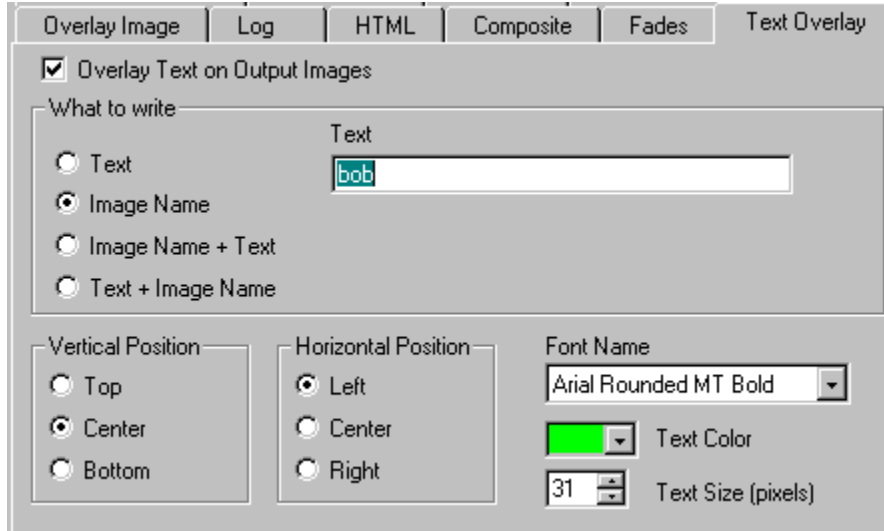 Overlay Image Log HTML Composite Fades Text Overlay
Overlay Text on Output Images
What to write
Text
bob
Text
Image Name
Image Name + Text
Text + Image Name
Vertical Position
Top
Center
Bottom
Horizontal Position
Left
Center
Right
Font Name
Arial Rounded MT Bold
Text Color
31 Text Size (pixels)